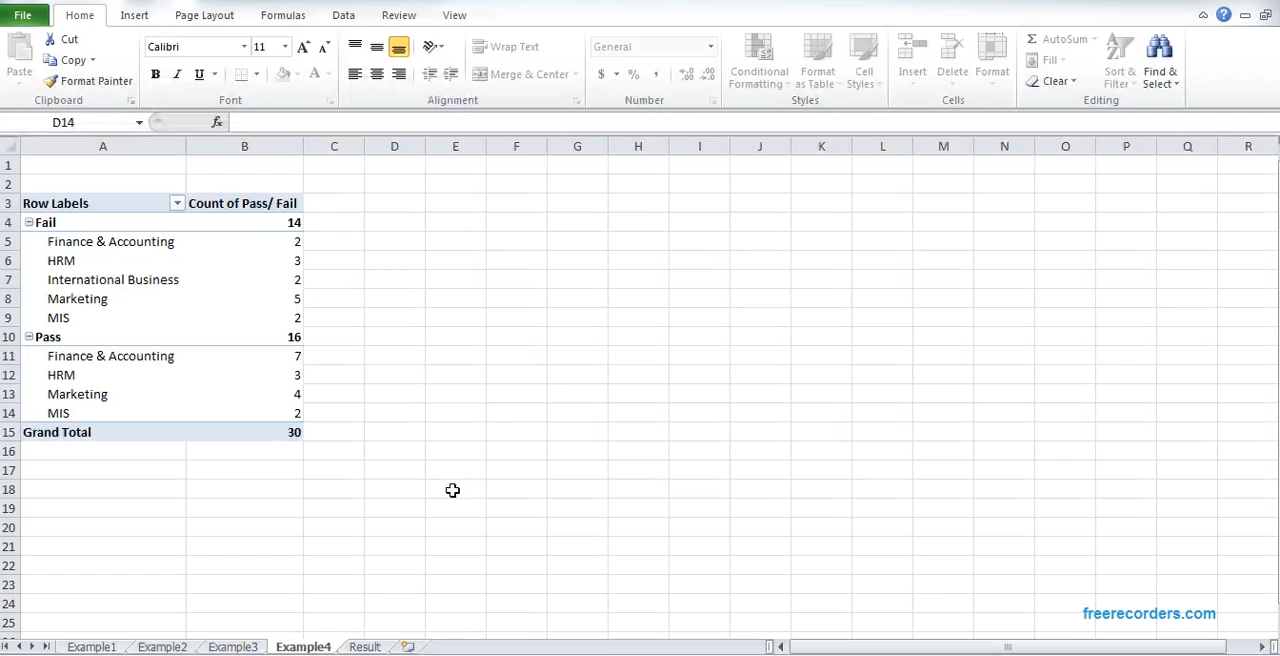 File Home Insert Page Layout Formulas Data Review View
Cut
Copy
Format Painter
Paste
Clipboard
Calibri 11
B I U
Font
Wrap Text
Merge & Center
Alignment
General
$ % ,
Number
Conditional Formatting
Format as Table
Cell Styles
Styles
Insert Delete Format
Cells
AutoSum
Fill
Clear
Sort & Filter
Find & Select
Editing
D14 fx
A B C D E F G H I J K L M N O P Q R
1
2
3 Row Labels Count of Pass/ Fail
4 Fail 14
5 Finance & Accounting 2
6 HRM 3
7 International Business 2
8 Marketing 5
9 MIS 2
10 Pass 16
11 Finance & Accounting 7
12 HRM 3
13 Marketing 4
14 MIS 2
15 Grand Total 30
16
17
18
19
20
21
22
23
24
25
freerecorders.com
Example1 Example2 Example3 Example4 Result